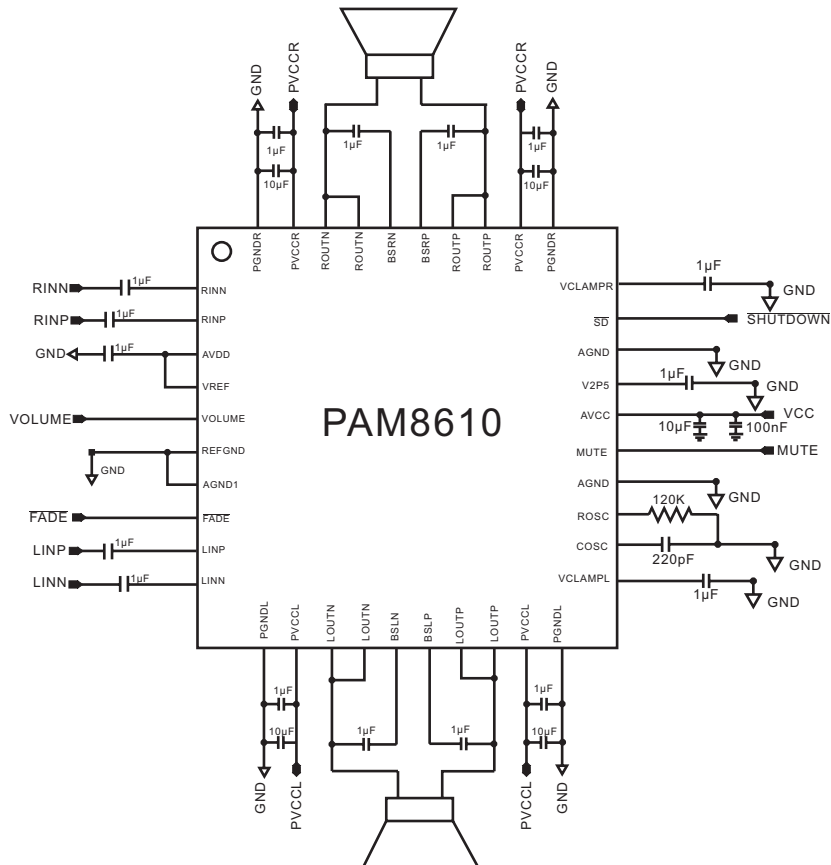 GND
PVCCR
PVCCR
GND
1µF
10µF
1µF
1µF
1µF
10µF
PGNDR
PVCCR
ROUTN
ROUTN
BSRN
BSRP
ROUTP
ROUTP
PVCCR
PGNDR
RINN
1µF
RINN
RINP
1µF
RINP
GND
1µF
AVDD
VREF
VOLUME
VOLUME
REFGND
GND
AGND1
FADE
FADE
LINP
1µF
LINP
LINN
1µF
LINN
PAM8610
VCLAMPR
1µF
GND
SD
SHUTDOWN
AGND
GND
V2P5
1µF
GND
AVCC
VCC
10µF
100nF
MUTE
MUTE
AGND
GND
ROSC
120K
COSC
220pF
GND
VCLAMPL
1µF
GND
PGNDL
PVCCL
LOUTN
LOUTN
BSLN
BSLP
LOUTP
LOUTP
PVCCL
PGNDL
1µF
10µF
1µF
1µF
1µF
10µF
GND
PVCCL
PVCCL
GND